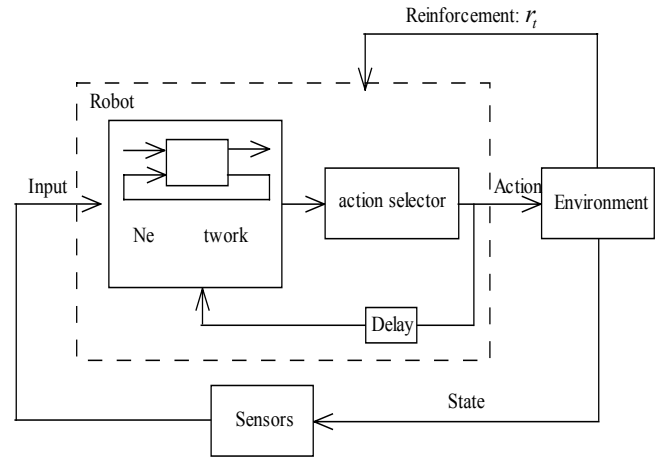 Reinforcement: r_t
Robot
Input
Ne twork
action selector
Action
Environment
Delay
State
Sensors